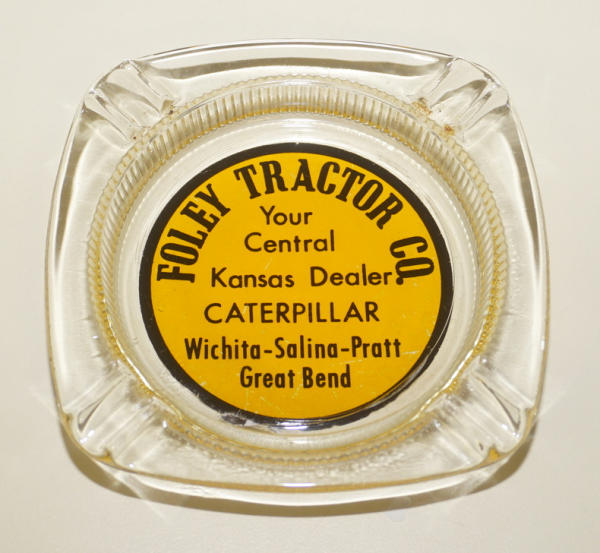 FOLEY TRACTOR CO.
Your
Central
Kansas Dealer
CATERPILLAR
Wichita-Salina-Pratt
Great Bend